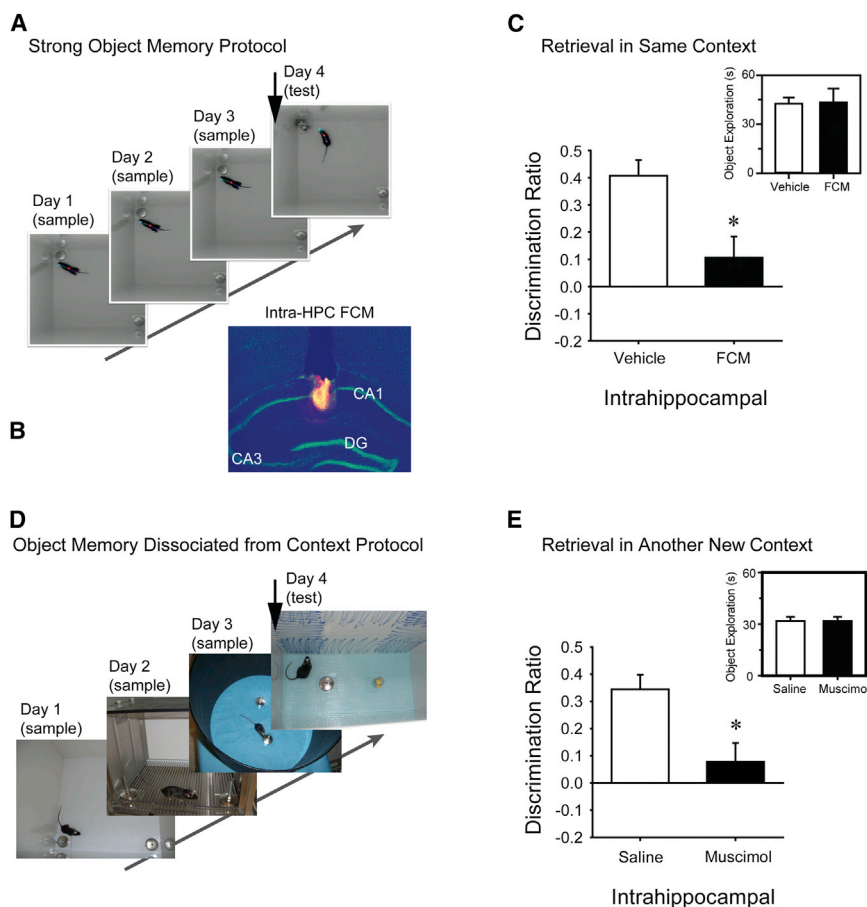 A
Strong Object Memory Protocol
Day 1
(sample)
Day 2
(sample)
Day 3
(sample)
Day 4
(test)
B
Intra-HPC FCM
CA1
DG
CA3
C
Retrieval in Same Context
Discrimination Ratio
0.5
0.4
0.3
0.2
0.1
0.0
-0.1
-0.2
*
Vehicle
FCM
Intrahippocampal
Object Exploration (s)
60
30
0
Vehicle
FCM
D
Object Memory Dissociated from Context Protocol
Day 1
(sample)
Day 2
(sample)
Day 3
(sample)
Day 4
(test)
E
Retrieval in Another New Context
Discrimination Ratio
0.5
0.4
0.3
0.2
0.1
0.0
-0.1
-0.2
*
Saline
Muscimol
Intrahippocampal
Object Exploration (s)
60
30
0
Saline
Muscimo